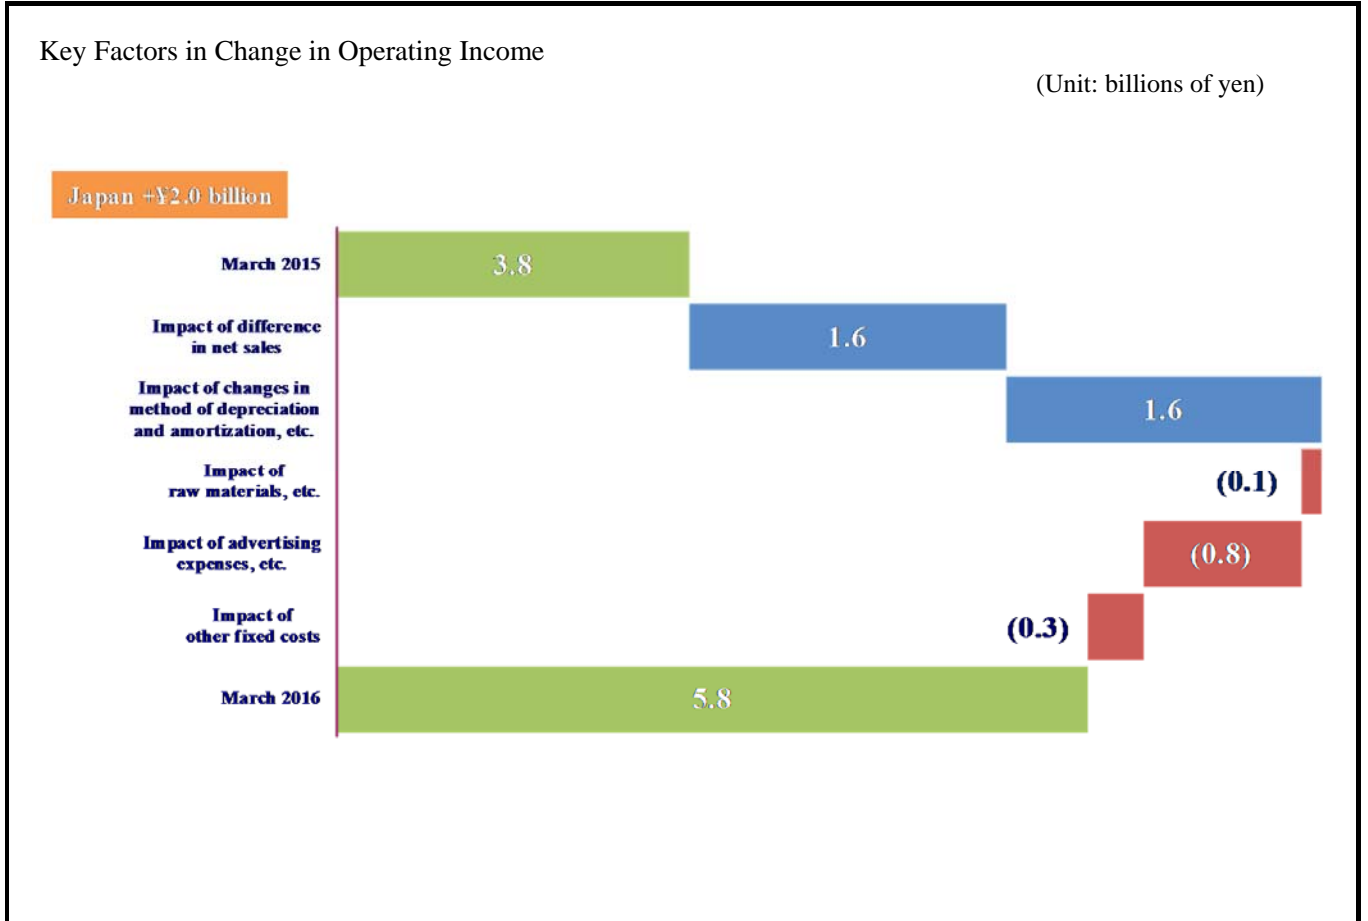 Key Factors in Change in Operating Income
(Unit: billions of yen)
Japan +¥2.0 billion
March 2015
3.8
Impact of difference
in net sales
1.6
Impact of changes in
method of depreciation
and amortization, etc.
1.6
Impact of
raw materials, etc.
(0.1)
Impact of advertising
expenses, etc.
(0.8)
Impact of
other fixed costs
(0.3)
March 2016
5.8